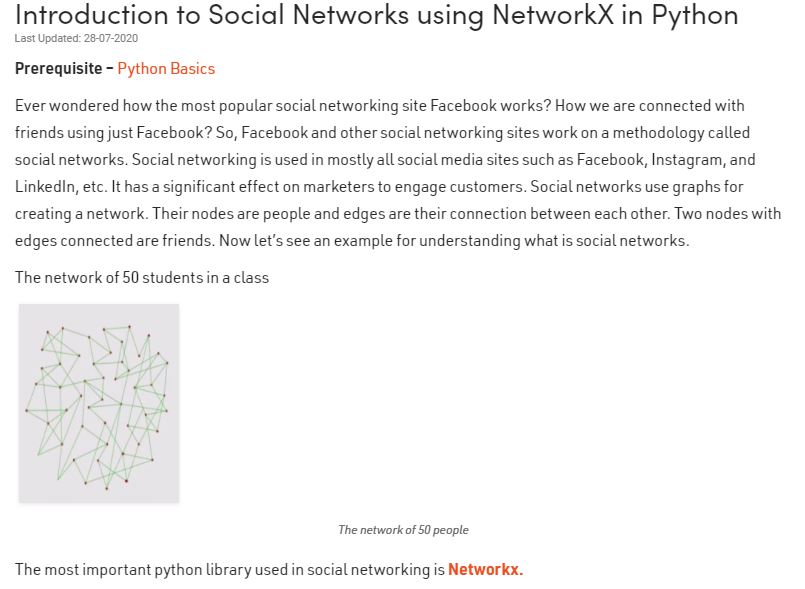 Introduction to Social Networks using NetworkX in Python
Last Updated: 28-07-2020
Prerequisite – Python Basics
Ever wondered how the most popular social networking site Facebook works? How we are connected with
friends using just Facebook? So, Facebook and other social networking sites work on a methodology called
social networks. Social networking is used in mostly all social media sites such as Facebook, Instagram, and
LinkedIn, etc. It has a significant effect on marketers to engage customers. Social networks use graphs for
creating a network. Their nodes are people and edges are their connection between each other. Two nodes with
edges connected are friends. Now let's see an example for understanding what is social networks.
The network of 50 students in a class
The network of 50 people
The most important python library used in social networking is Networkx.